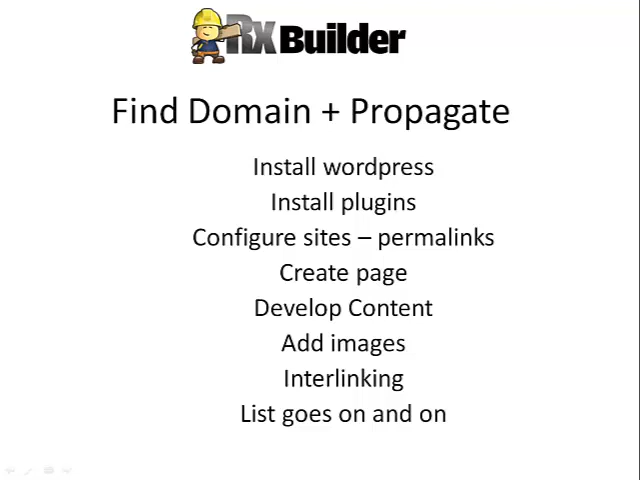 RX Builder
Find Domain + Propagate
Install wordpress
Install plugins
Configure sites – permalinks
Create page
Develop Content
Add images
Interlinking
List goes on and on